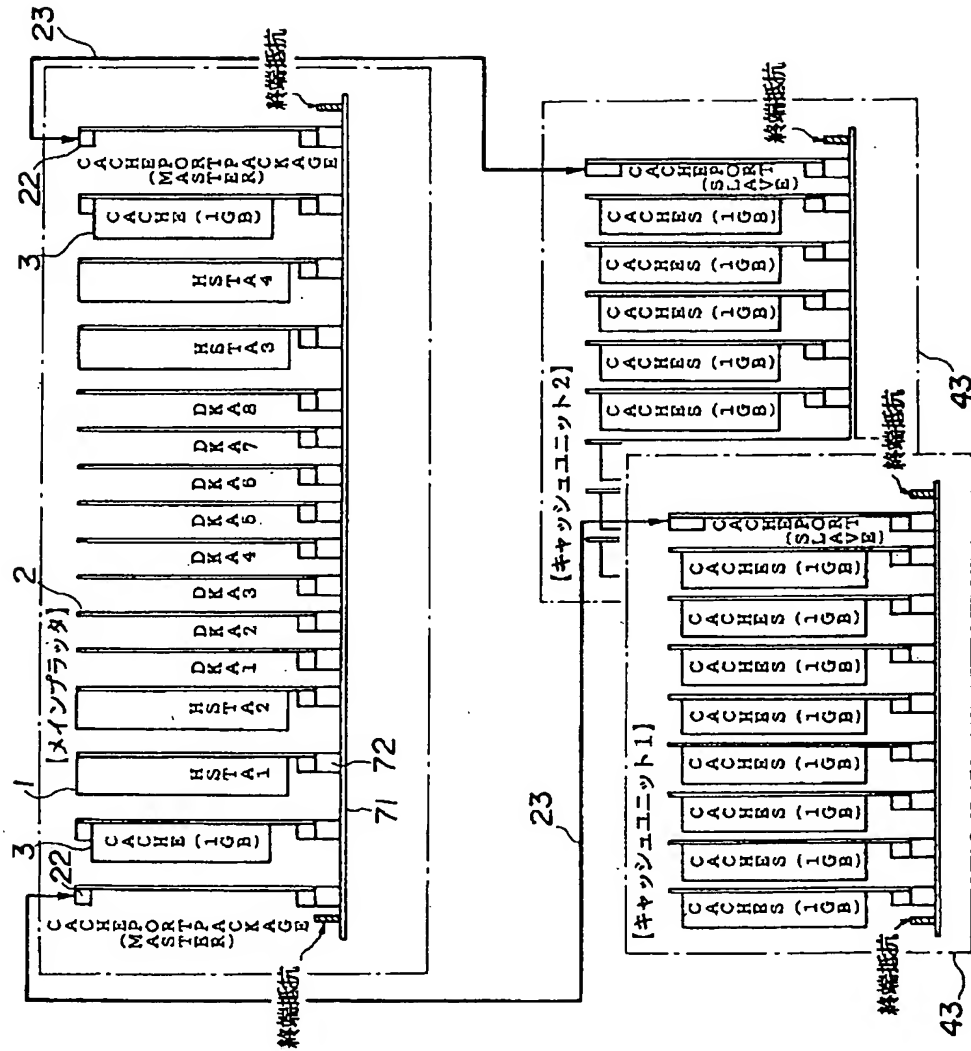 23
終端抵抗
22
CACHE PORT PACKAGE
(MASTER)
3
CACHE (1GB)
HSTA4
HSTA3
DKA8
DKA7
DKA6
DKA5
DKA4
DKA3
2
DKA2
DKA1
【メインプラッタ】
HSTA2
1
HSTA1
72
71
3
CACHE (1GB)
22
CACHE PORT PACKAGE
(MASTER)
終端抵抗
23
終端抵抗
CACHE PORT
(SLAVE)
CACHES (1GB)
CACHES (1GB)
CACHES (1GB)
CACHES (1GB)
CACHES (1GB)
【キャッシュユニット2】
43
終端抵抗
CACHE PORT
(SLAVE)
CACHES (1GB)
CACHES (1GB)
CACHES (1GB)
CACHES (1GB)
CACHES (1GB)
CACHES (1GB)
CACHES (1GB)
CACHES (1GB)
【キャッシュユニット1】
終端抵抗
43